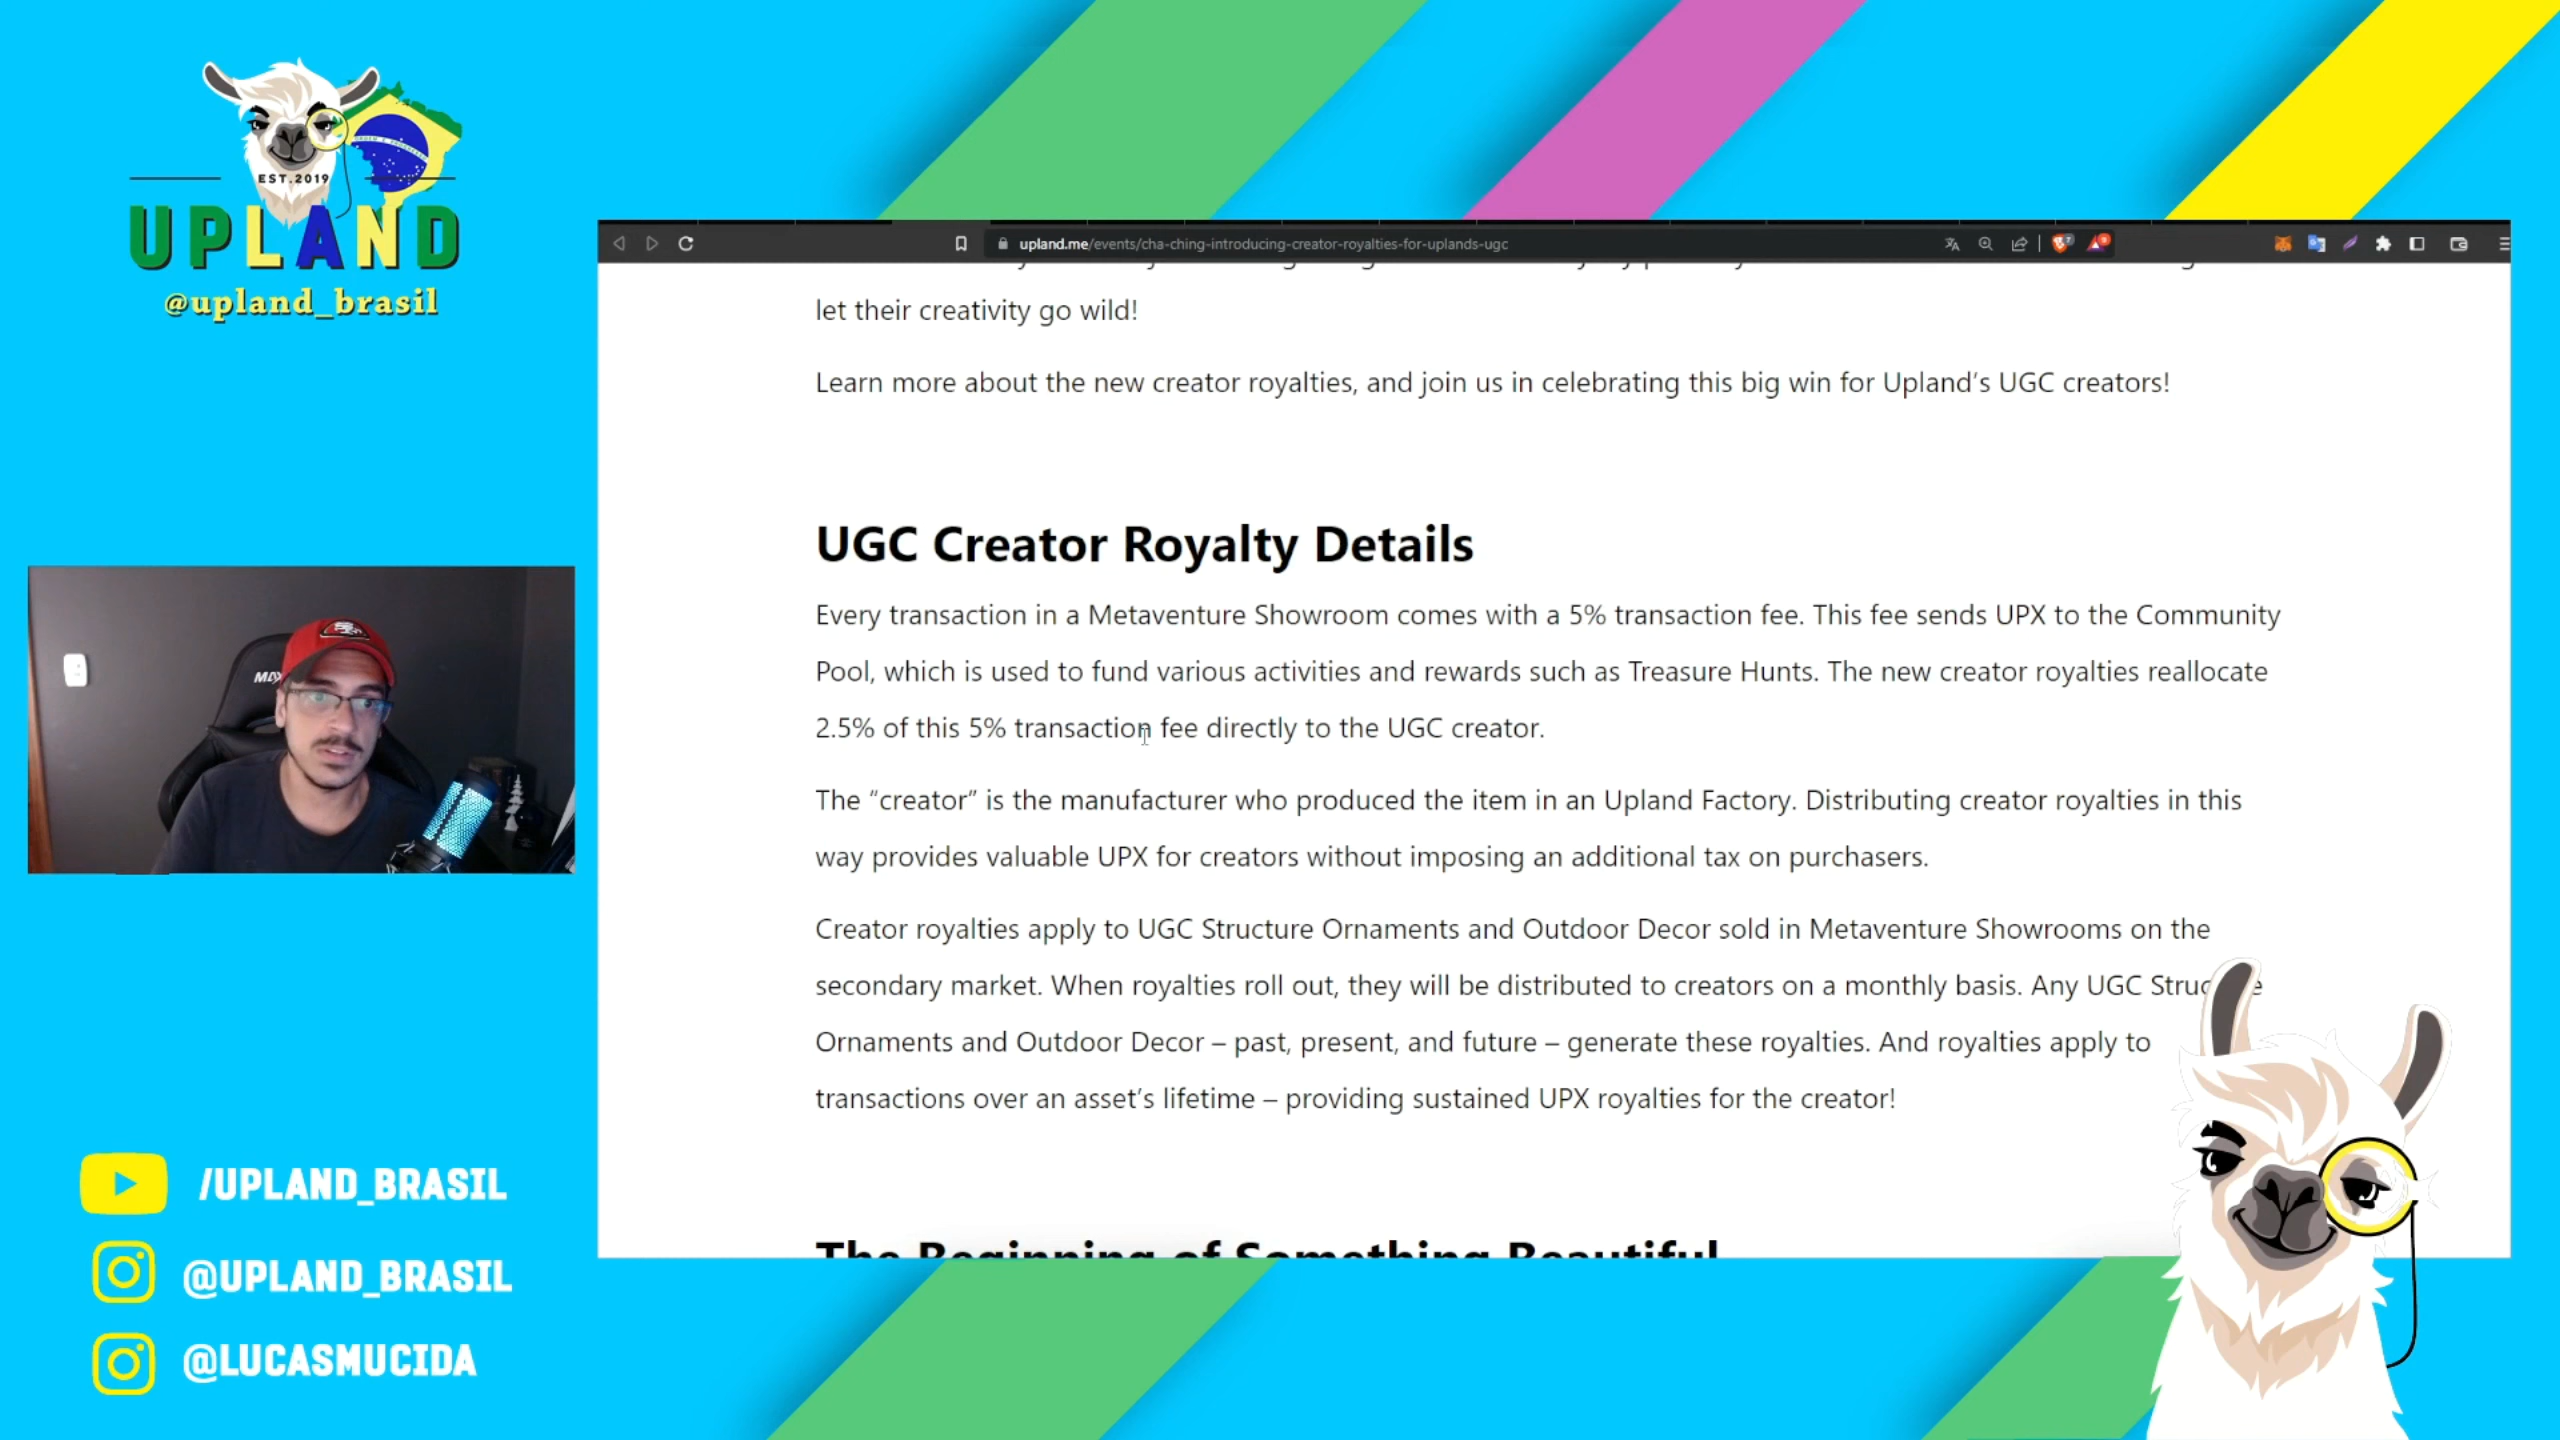 EST.2019
UPLAND
@upland_brasil
upland.me/events/cha-ching-introducing-creator-royalties-for-uplands-ugc
let their creativity go wild!
Learn more about the new creator royalties, and join us in celebrating this big win for Upland’s UGC creators!
UGC Creator Royalty Details
Every transaction in a Metaventure Showroom comes with a 5% transaction fee. This fee sends UPX to the Community
Pool, which is used to fund various activities and rewards such as Treasure Hunts. The new creator royalties reallocate
2.5% of this 5% transaction fee directly to the UGC creator.
The “creator” is the manufacturer who produced the item in an Upland Factory. Distributing creator royalties in this
way provides valuable UPX for creators without imposing an additional tax on purchasers.
Creator royalties apply to UGC Structure Ornaments and Outdoor Decor sold in Metaventure Showrooms on the
secondary market. When royalties roll out, they will be distributed to creators on a monthly basis. Any UGC
Ornaments and Outdoor Decor – past, present, and future – generate these royalties. And royalties apply to
transactions over an asset’s lifetime – providing sustained UPX royalties for the creator!
The Beginning of Something Beautiful
/UPLAND_BRASIL
@UPLAND_BRASIL
@LUCASMUCIDA